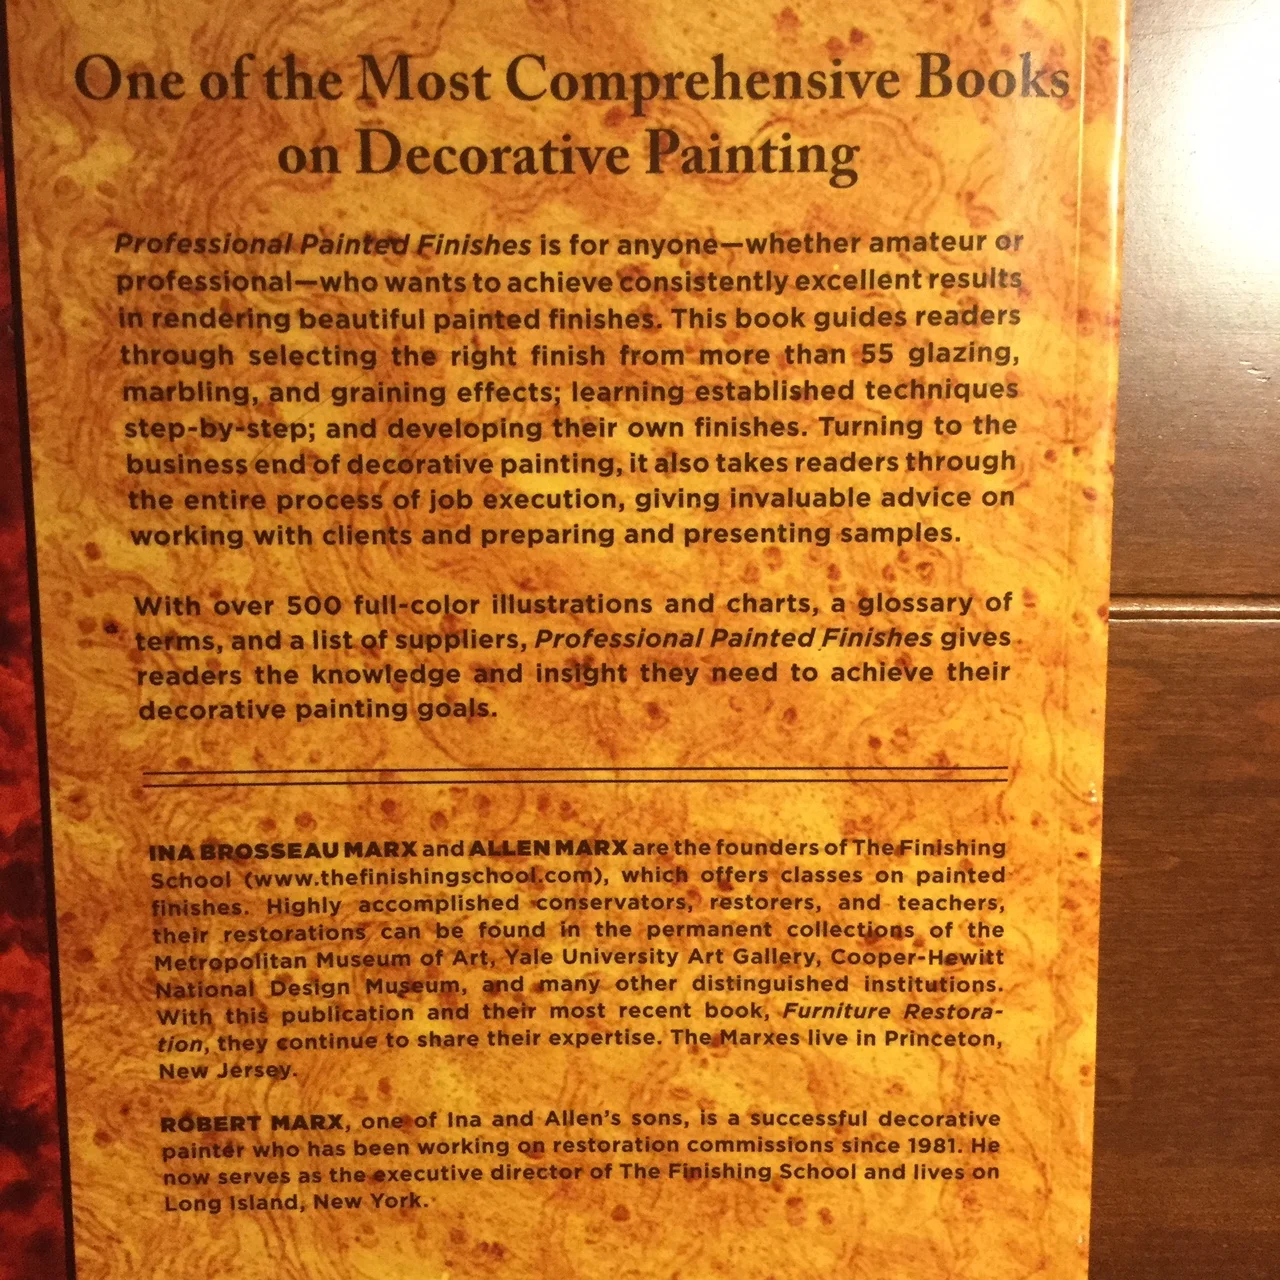 One of the Most Comprehensive Books
on Decorative Painting
Professional Painted Finishes is for anyone—whether amateur or
professional—who wants to achieve consistently excellent results
in rendering beautiful painted finishes. This book guides readers
through selecting the right finish from more than 55 glazing,
marbling, and graining effects; learning established techniques
step-by-step; and developing their own finishes. Turning to the
business end of decorative painting, it also takes readers through
the entire process of job execution, giving invaluable advice on
working with clients and preparing and presenting samples.
With over 500 full-color illustrations and charts, a glossary of
terms, and a list of suppliers, Professional Painted Finishes gives
readers the knowledge and insight they need to achieve their
decorative painting goals.
INA BROSSEAU MARX and ALLEN MARX are the founders of The Finishing
School (www.thefinishingschool.com), which offers classes on painted
finishes. Highly accomplished conservators, restorers, and teachers,
their restorations can be found in the permanent collections of the
Metropolitan Museum of Art, Yale University Art Gallery, Cooper-Hewitt
National Design Museum, and many other distinguished institutions.
With this publication and their most recent book, Furniture Restora-
tion, they continue to share their expertise. The Marxes live in Princeton,
New Jersey.
ROBERT MARX, one of Ina and Allen's sons, is a successful decorative
painter who has been working on restoration commissions since 1981. He
now serves as the executive director of The Finishing School and lives on
Long Island, New York.